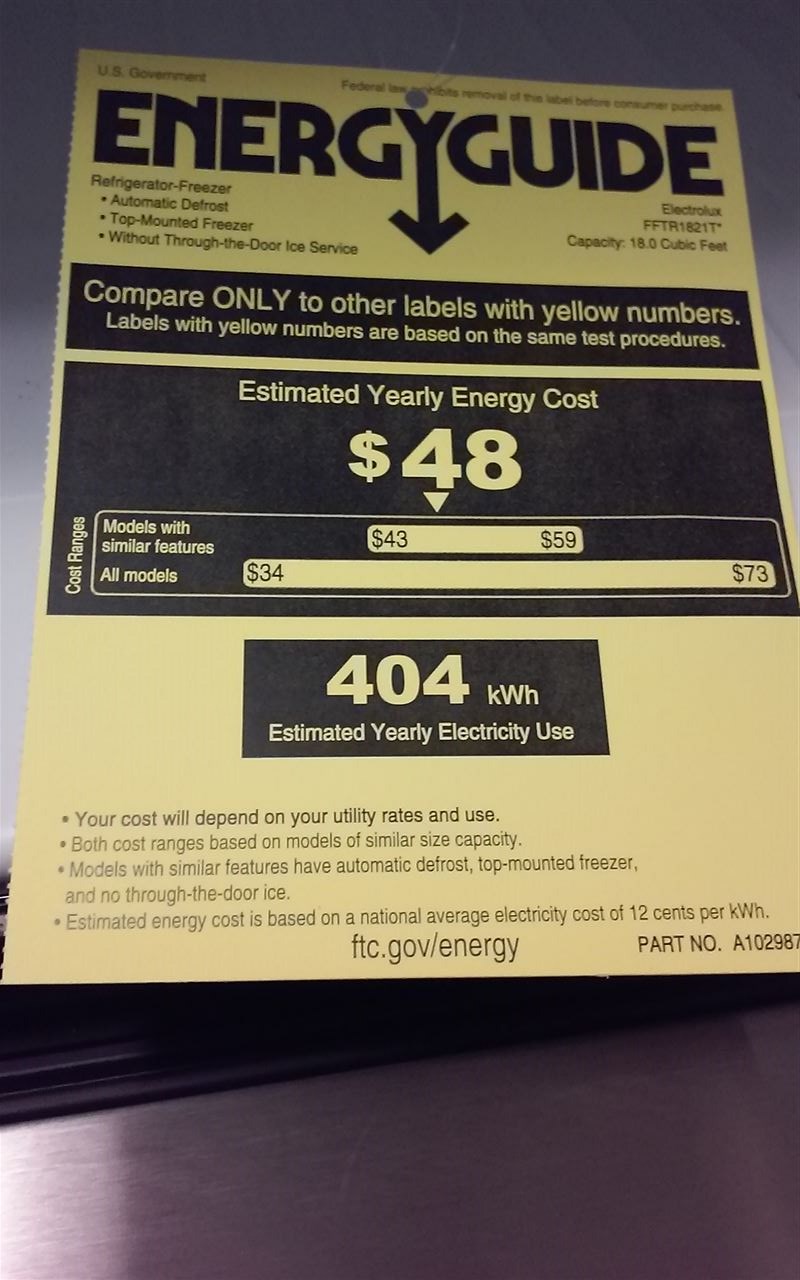 U.S. Government
Federal law prohibits removal of this label before consumer purchase.
ENERGYGUIDE
Refrigerator-Freezer
• Automatic Defrost
• Top-Mounted Freezer
• Without Through-the-Door Ice Service
Electrolux
FFTR1821T*
Capacity: 18.0 Cubic Feet
Compare ONLY to other labels with yellow numbers.
Labels with yellow numbers are based on the same test procedures.
Estimated Yearly Energy Cost
$48
Cost Ranges
Models with
similar features
$43 $59
All models $34 $73
404 kWh
Estimated Yearly Electricity Use
• Your cost will depend on your utility rates and use.
• Both cost ranges based on models of similar size capacity.
• Models with similar features have automatic defrost, top-mounted freezer,
and no through-the-door ice.
• Estimated energy cost is based on a national average electricity cost of 12 cents per kWh.
ftc.gov/energy
PART NO. A102987